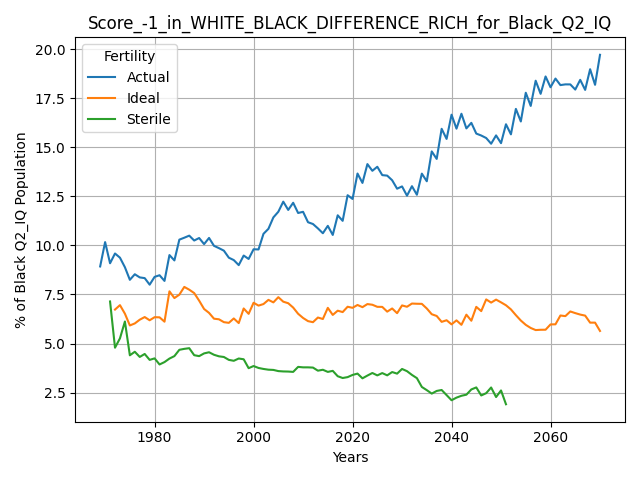 Score_-1_in_WHITE_BLACK_DIFFERENCE_RICH_for_Black_Q2_IQ
Fertility
Actual
Ideal
Sterile
% of Black Q2_IQ Population
20.0
17.5
15.0
12.5
10.0
7.5
5.0
2.5
1980
2000
2020
2040
2060
Years